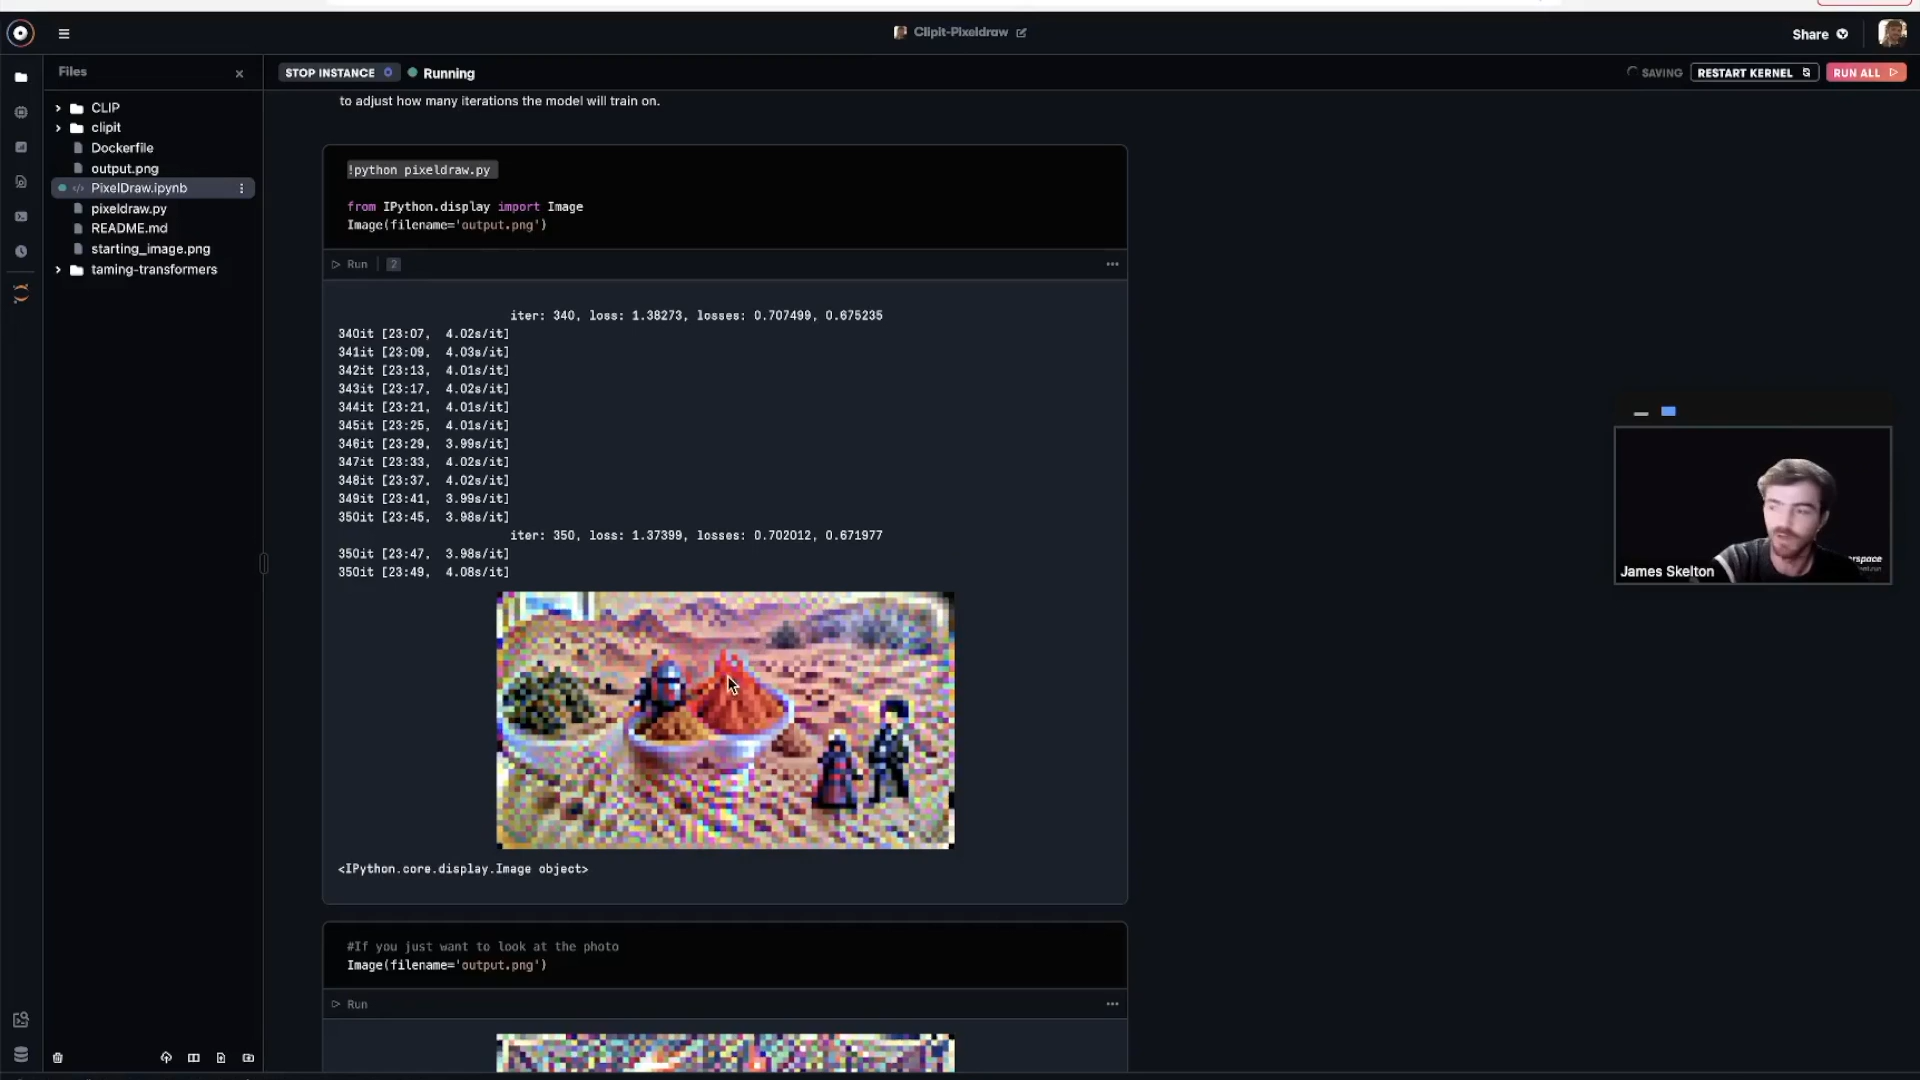 Clipit-Pixeldraw
Share
Files
STOP INSTANCE
Running
SAVING
RESTART KERNEL
RUN ALL
CLIP
clipit
Dockerfile
output.png
PixelDraw.ipynb
pixeldraw.py
README.md
starting_image.png
taming-transformers
to adjust how many iterations the model will train on.
!python pixeldraw.py
from IPython.display import Image
Image(filename='output.png')
Run 2
iter: 340, loss: 1.38273, losses: 0.707499, 0.675235
340it [23:07, 4.02s/it]
341it [23:09, 4.03s/it]
342it [23:13, 4.01s/it]
343it [23:17, 4.02s/it]
344it [23:21, 4.01s/it]
345it [23:25, 4.01s/it]
346it [23:29, 3.99s/it]
347it [23:33, 4.02s/it]
348it [23:37, 4.02s/it]
349it [23:41, 3.99s/it]
350it [23:45, 3.98s/it]
iter: 350, loss: 1.37399, losses: 0.702012, 0.671977
350it [23:47, 3.98s/it]
350it [23:49, 4.08s/it]
<IPython.core.display.Image object>
#If you just want to look at the photo
Image(filename='output.png')
Run
James Skelton
erspace